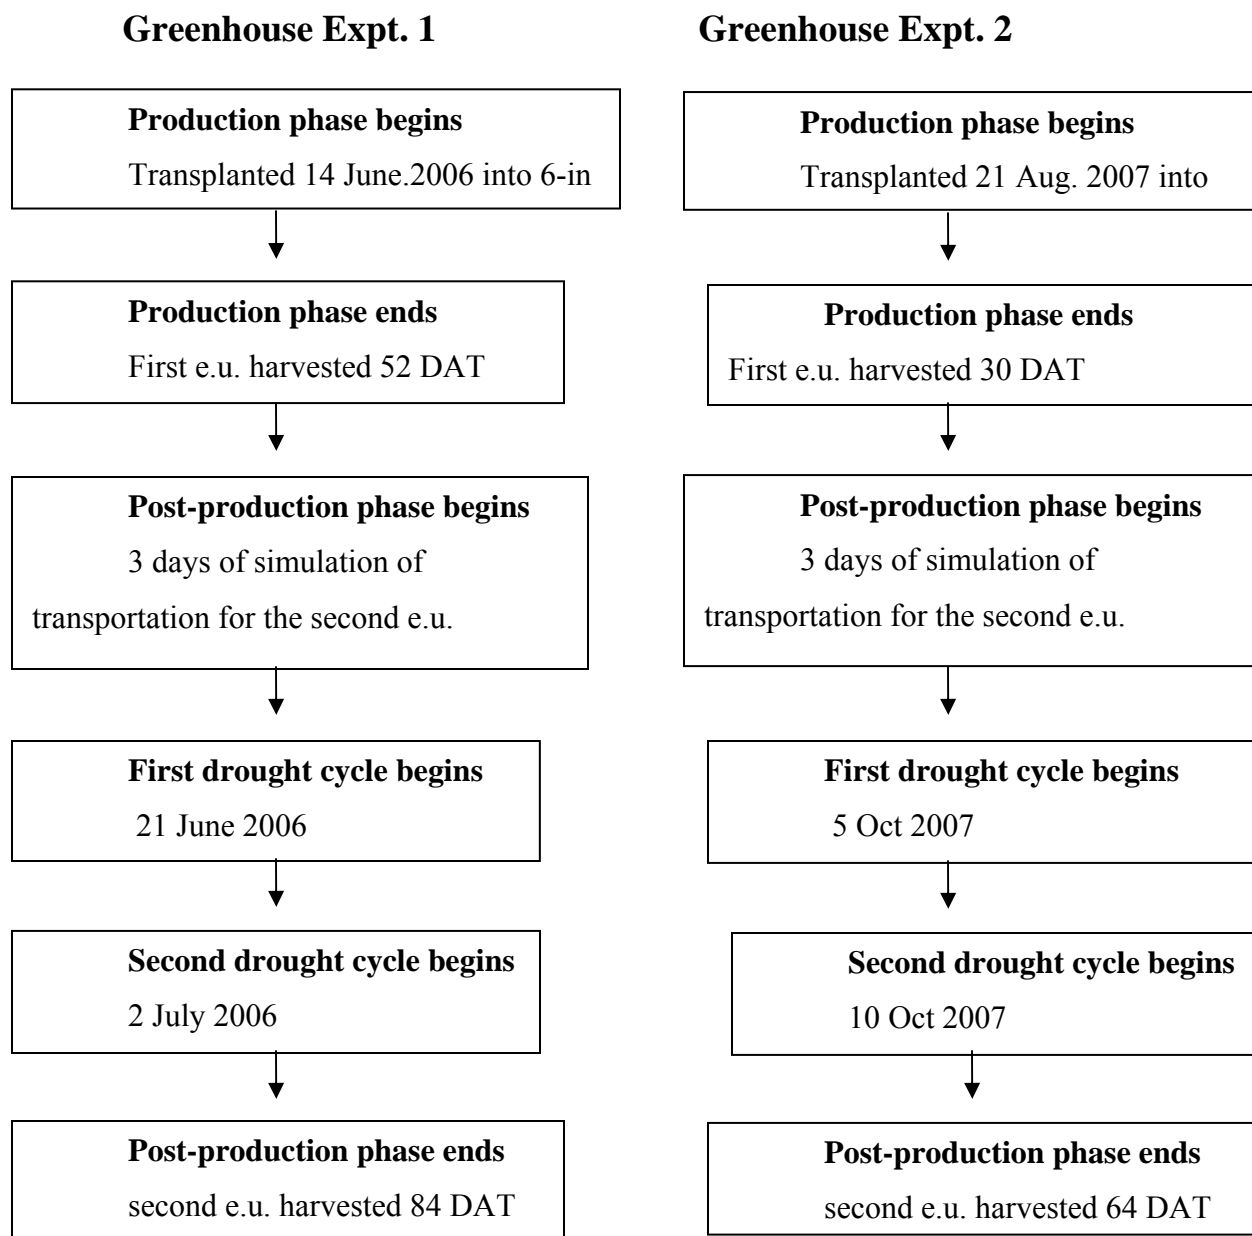 Greenhouse Expt. 1
Production phase begins
Transplanted 14 June.2006 into 6-in
Production phase ends
First e.u. harvested 52 DAT
Post-production phase begins
3 days of simulation of
transportation for the second e.u.
First drought cycle begins
21 June 2006
Second drought cycle begins
2 July 2006
Post-production phase ends
second e.u. harvested 84 DAT
Greenhouse Expt. 2
Production phase begins
Transplanted 21 Aug. 2007 into
Production phase ends
First e.u. harvested 30 DAT
Post-production phase begins
3 days of simulation of
transportation for the second e.u.
First drought cycle begins
5 Oct 2007
Second drought cycle begins
10 Oct 2007
Post-production phase ends
second e.u. harvested 64 DAT